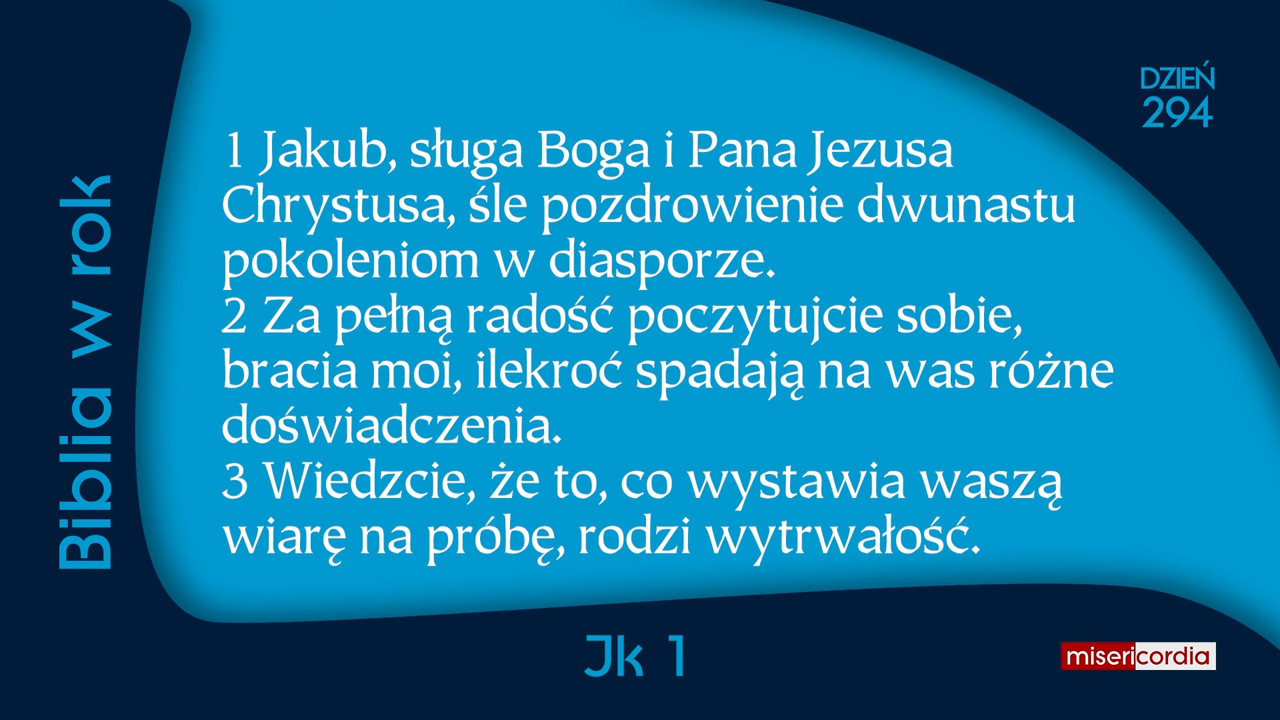 DZIEŃ
294
1 Jakub, sługa Boga i Pana Jezusa
Chrystusa, śle pozdrowienie dwunastu
pokoleniom w diasporze.
2 Za pełną radość poczytujcie sobie,
bracia moi, ilekroć spadają na was różne
doświadczenia.
3 Wiedzcie, że to, co wystawia waszą
wiarę na próbę, rodzi wytrwałość.
Biblia w rok
Jk 1
misericordia